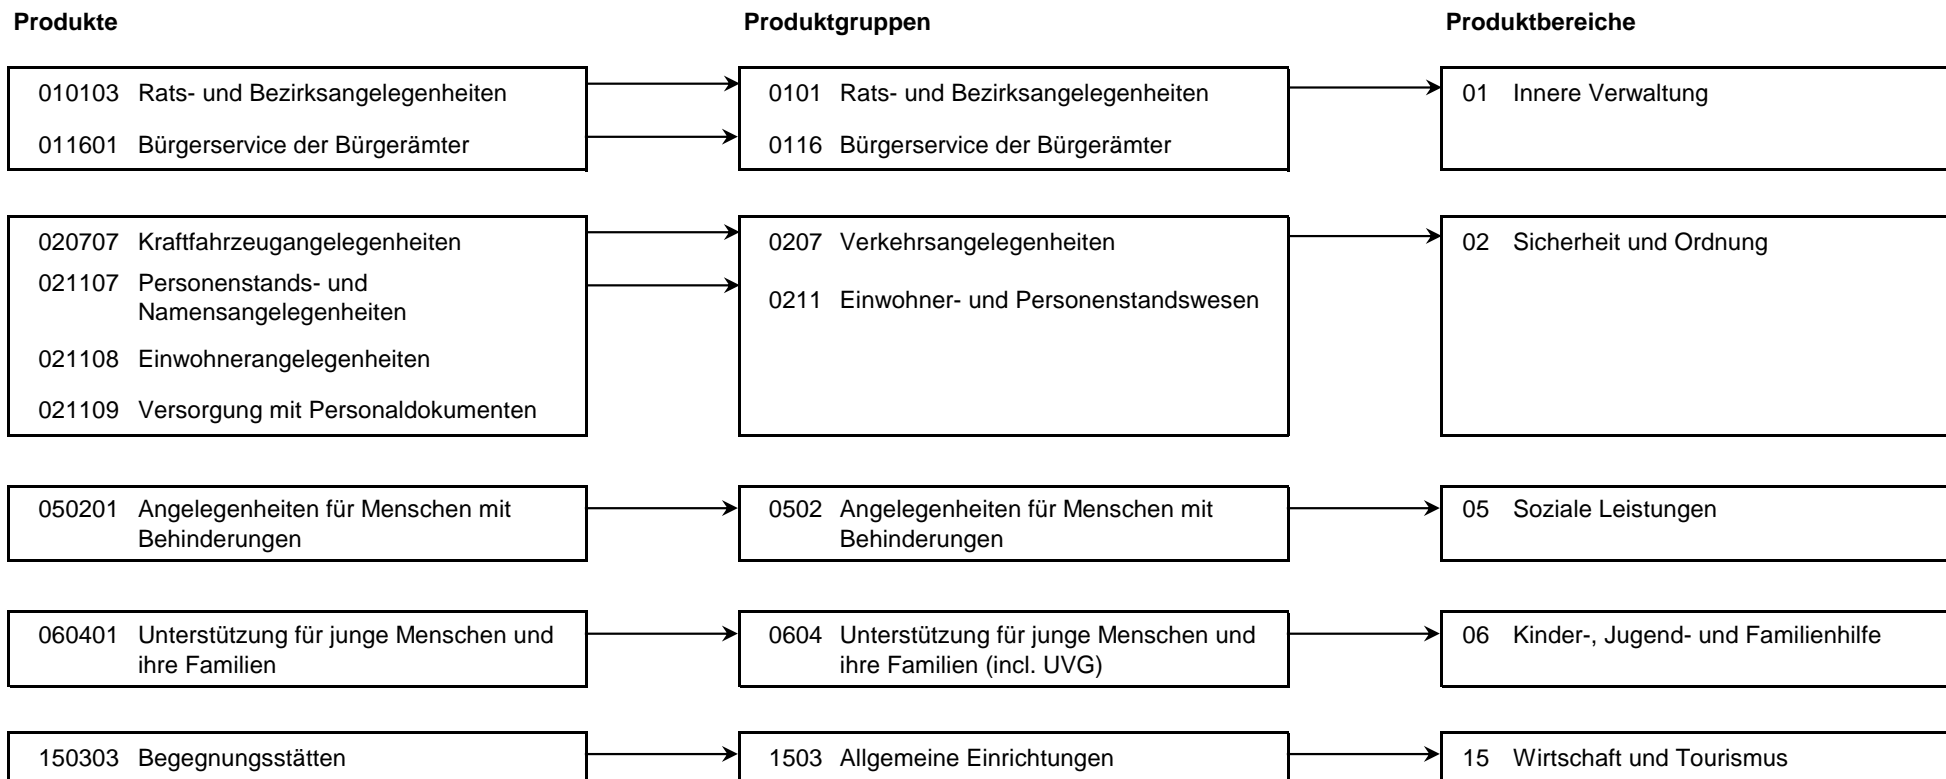 Produkte Produktgruppen Produktbereiche
010103 Rats- und Bezirksangelegenheiten 0101 Rats- und Bezirksangelegenheiten 01 Innere Verwaltung
011601 Bürgerservice der Bürgerämter 0116 Bürgerservice der Bürgerämter
020707 Kraftfahrzeugangelegenheiten 0207 Verkehrsangelegenheiten 02 Sicherheit und Ordnung
021107 Personenstands- und
Namensangelegenheiten
0211 Einwohner- und Personenstandswesen
021108 Einwohnerangelegenheiten
021109 Versorgung mit Personaldokumenten
050201 Angelegenheiten für Menschen mit
Behinderungen
0502 Angelegenheiten für Menschen mit
Behinderungen
05 Soziale Leistungen
060401 Unterstützung für junge Menschen und
ihre Familien
0604 Unterstützung für junge Menschen und
ihre Familien (incl. UVG)
06 Kinder-, Jugend- und Familienhilfe
150303 Begegnungsstätten 1503 Allgemeine Einrichtungen 15 Wirtschaft und Tourismus